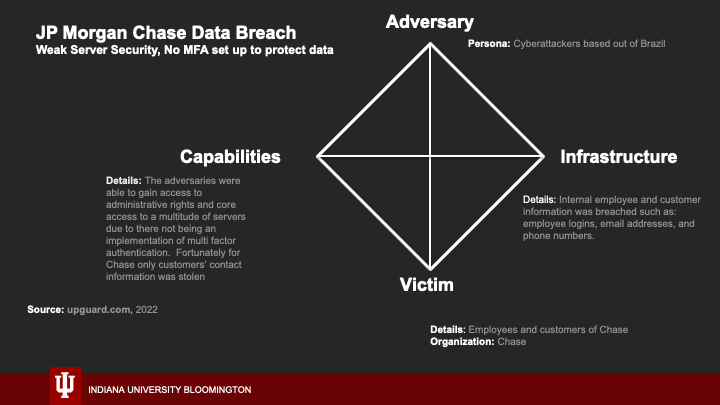 JP Morgan Chase Data Breach
Weak Server Security, No MFA set up to protect data
Adversary
Persona: Cyberattackers based out of Brazil
Capabilities
Details: The adversaries were
able to gain access to
administrative rights and core
access to a multitude of servers
due to there not being an
implementation of multi factor
authentication. Fortunately for
Chase only customers' contact
information was stolen
Infrastructure
Details: Internal employee and customer
information was breached such as:
employee logins, email addresses, and
phone numbers.
Victim
Details: Employees and customers of Chase
Organization: Chase
Source: upguard.com, 2022
INDIANA UNIVERSITY BLOOMINGTON